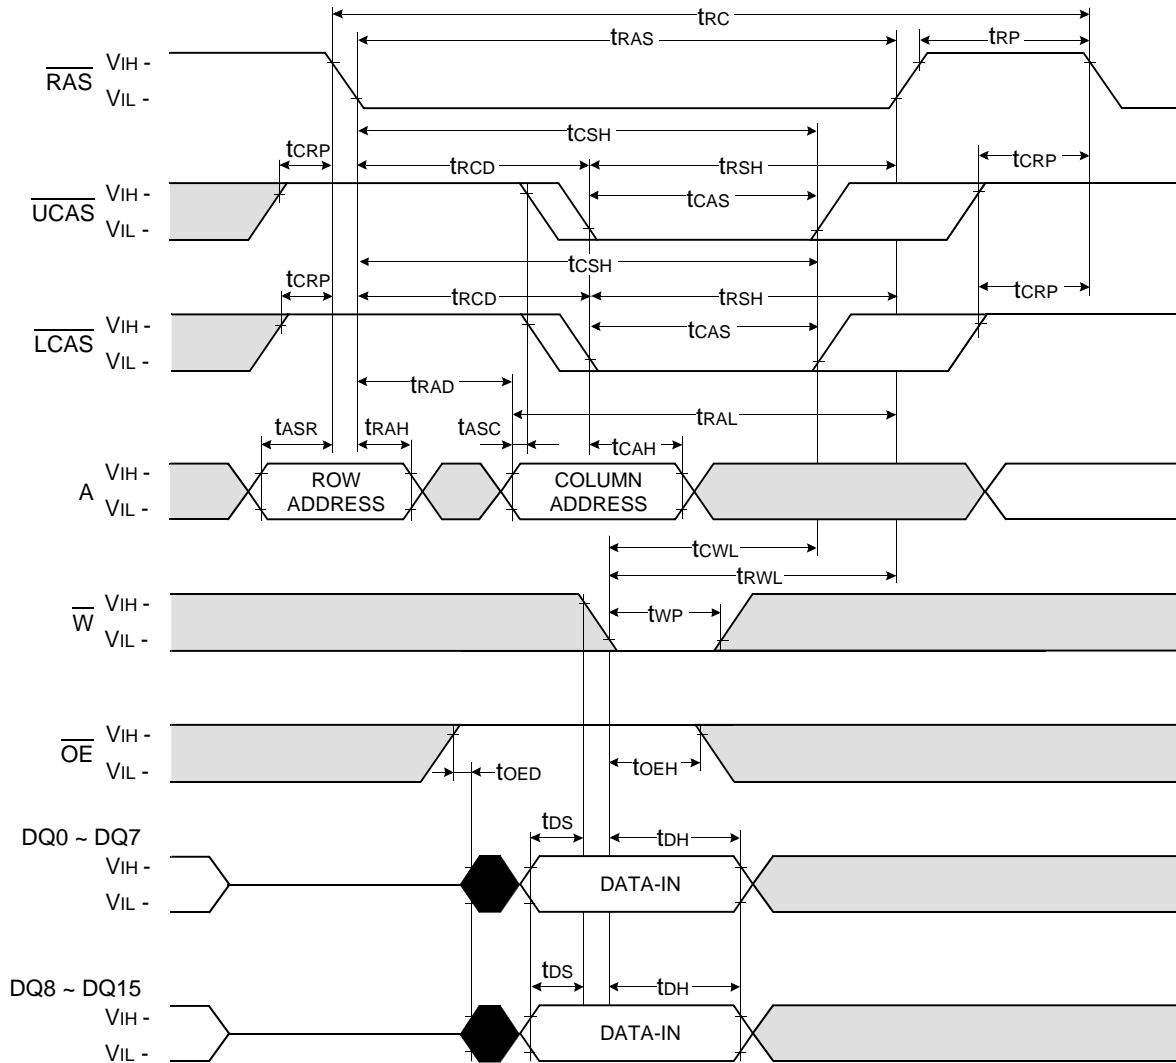 tRC
tRAS
tRP
RAS
VIH -
VIL -
tCSH
tCRP
tRCD
tRSH
tCRP
UCAS
VIH -
VIL -
tCAS
tCSH
tCRP
tRCD
tRSH
tCRP
LCAS
VIH -
VIL -
tCAS
tRAD
tRAL
tASR
tRAH
tASC
tCAH
A
VIH -
VIL -
ROW
ADDRESS
COLUMN
ADDRESS
tCWL
tRWL
W
VIH -
VIL -
tWP
OE
VIH -
VIL -
tOED
tOEH
DQ0 ~ DQ7
tDS
tDH
VIH -
VIL -
DATA-IN
DQ8 ~ DQ15
tDS
tDH
VIH -
VIL -
DATA-IN